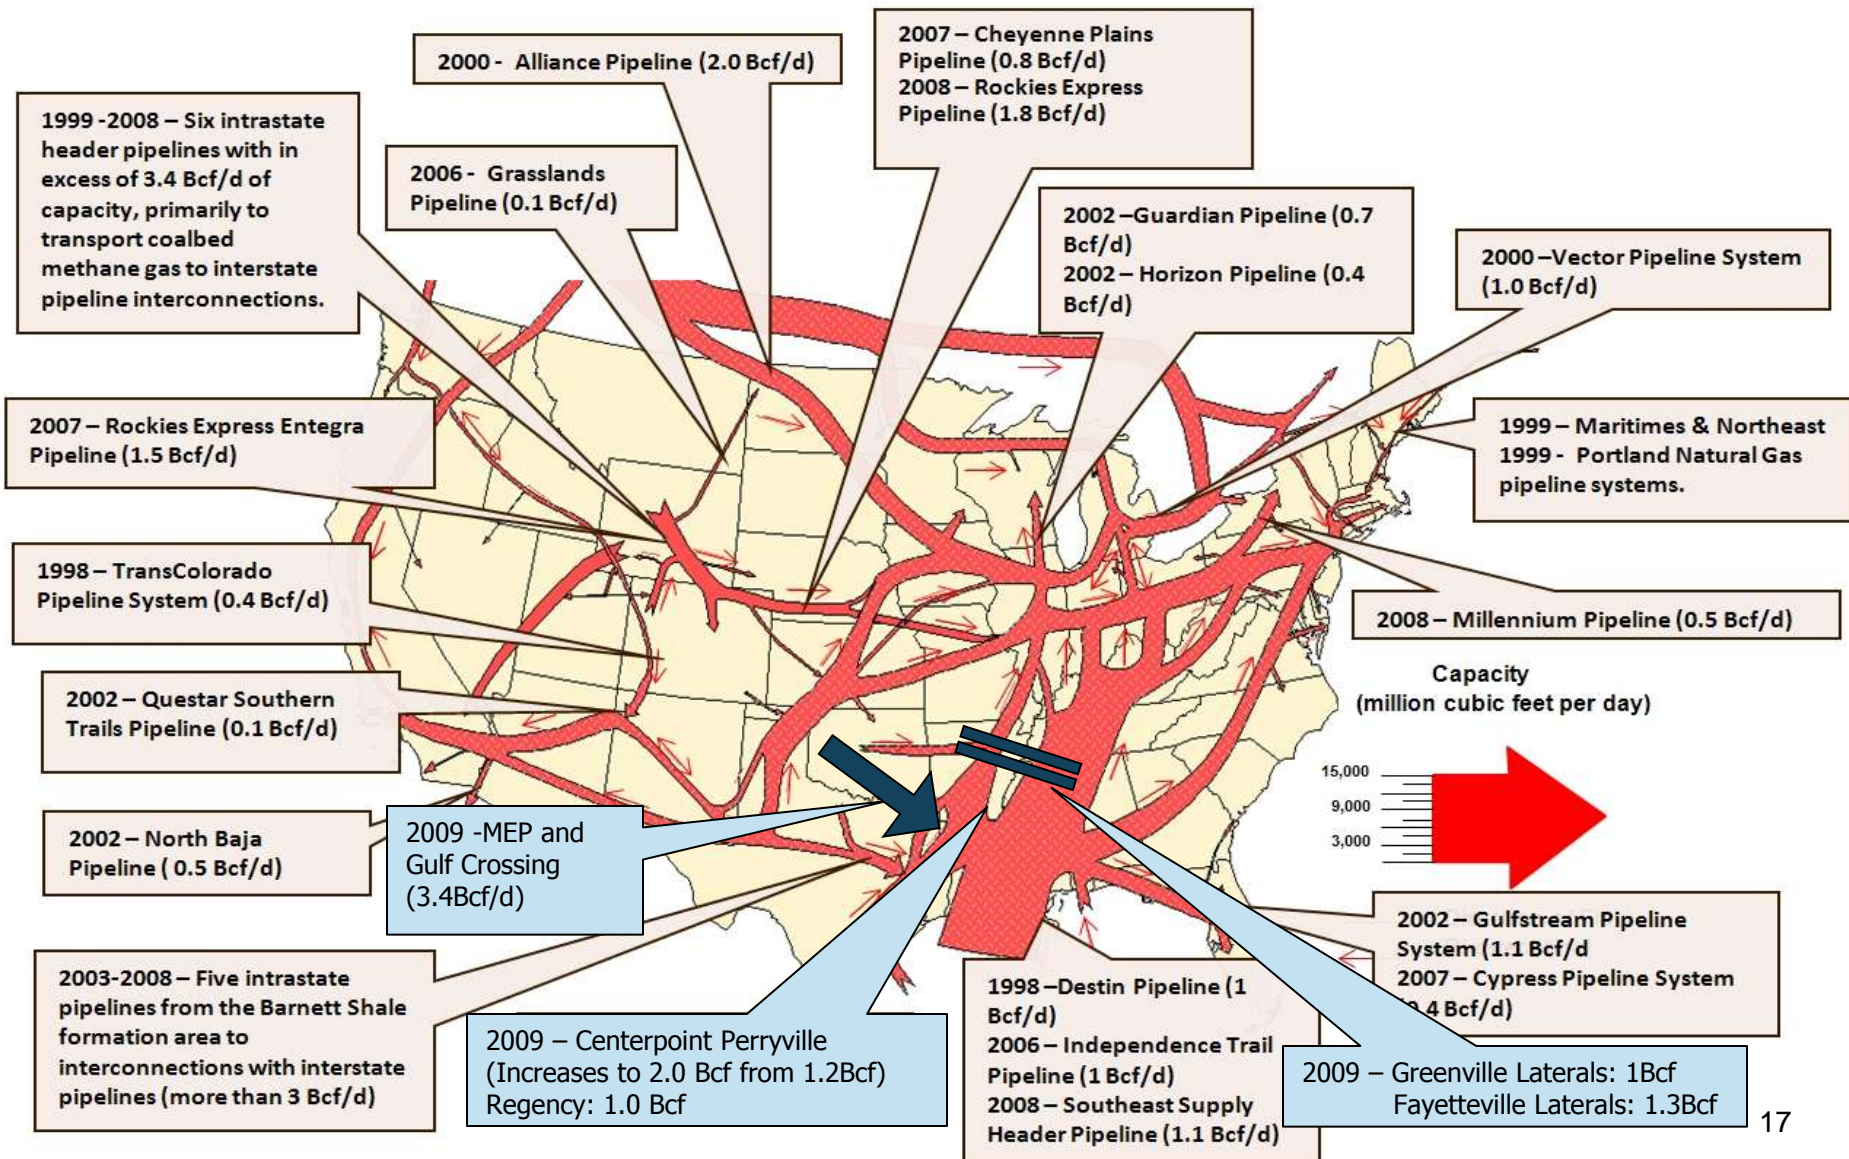 2000 -  Alliance Pipeline (2.0 Bcf/d)
2007 – Cheyenne Plains
Pipeline (0.8 Bcf/d)
2008 – Rockies Express
Pipeline (1.8 Bcf/d)
1999 -2008 – Six intrastate
header pipelines with in
excess of 3.4 Bcf/d of
capacity, primarily to
transport coalbed
methane gas to interstate
pipeline interconnections.
2006 -  Grasslands
Pipeline (0.1 Bcf/d)
2002 –Guardian Pipeline (0.7
Bcf/d)
2002 – Horizon Pipeline (0.4
Bcf/d)
2000 –Vector Pipeline System
(1.0 Bcf/d)
2007 – Rockies Express Entegra
Pipeline (1.5 Bcf/d)
1999 – Maritimes & Northeast
1999 -  Portland Natural Gas
pipeline systems.
1998 – TransColorado
Pipeline System (0.4 Bcf/d)
2008 – Millennium Pipeline (0.5 Bcf/d)
2002 – Questar Southern
Trails Pipeline (0.1 Bcf/d)
Capacity
(million cubic feet per day)
15,000
9,000
3,000
2002 – North Baja
Pipeline ( 0.5 Bcf/d)
2009 -MEP and
Gulf Crossing
(3.4Bcf/d)
2002 – Gulfstream Pipeline
System (1.1 Bcf/d
2007 – Cypress Pipeline System
.4 Bcf/d)
2003-2008 – Five intrastate
pipelines from the Barnett Shale
formation area to
interconnections with interstate
pipelines (more than 3 Bcf/d)
2009 – Centerpoint Perryville
(Increases to 2.0 Bcf from 1.2Bcf)
Regency: 1.0 Bcf
1998 –Destin Pipeline (1
Bcf/d)
2006 – Independence Trail
Pipeline (1 Bcf/d)
2008 – Southeast Supply
Header Pipeline (1.1 Bcf/d)
2009 – Greenville Laterals: 1Bcf
Fayetteville Laterals: 1.3Bcf
17